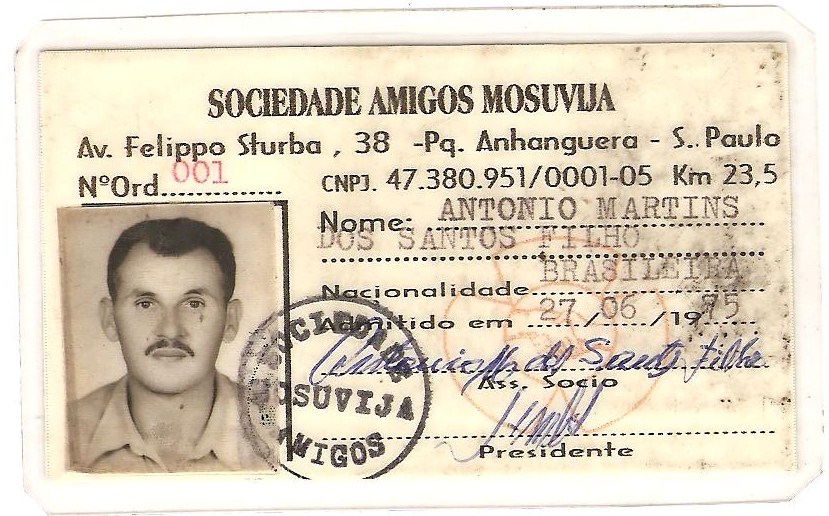 SOCIEDADE AMIGOS MOSUVIJA
Av. Felippo Sturba , 38 -Pq. Anhanguera - S. Paulo
NºOrd. 001
CNPJ. 47.380.951/0001-05 Km 23,5
Nome: ANTONIO MARTINS
DOS SANTOS FILHO
Nacionalidade BRASILEIRA
Admitido em 27/06/1975
Antonio M. dos Santos Filho
Ass. Socio
Presidente
SOCIEDADE
MOSUVIJA
AMIGOS